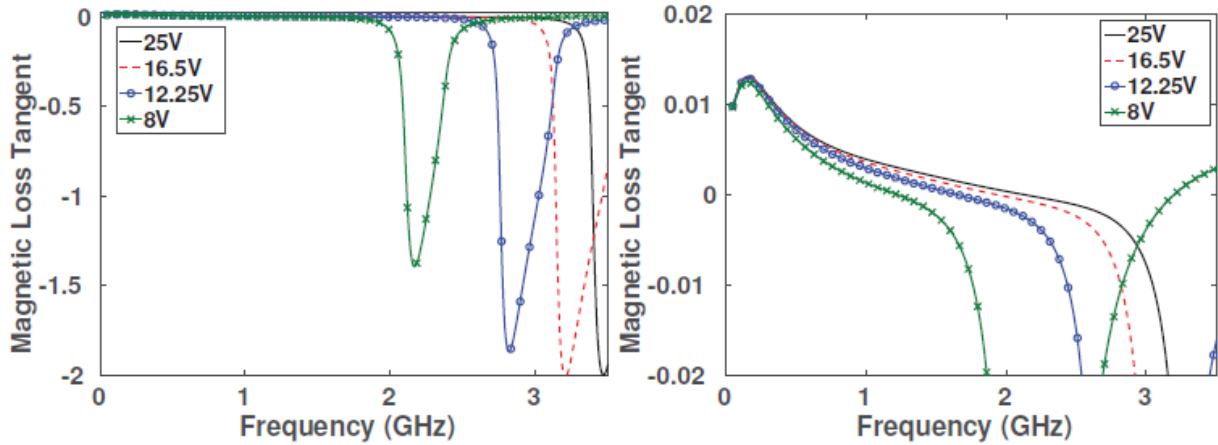 0
-0.5
-1
-1.5
-2
Magnetic Loss Tangent
25V
16.5V
12.25V
8V
0 1 2 3
Frequency (GHz)
0.02
0.01
0
-0.01
-0.02
Magnetic Loss Tangent
25V
16.5V
12.25V
8V
0 1 2 3
Frequency (GHz)